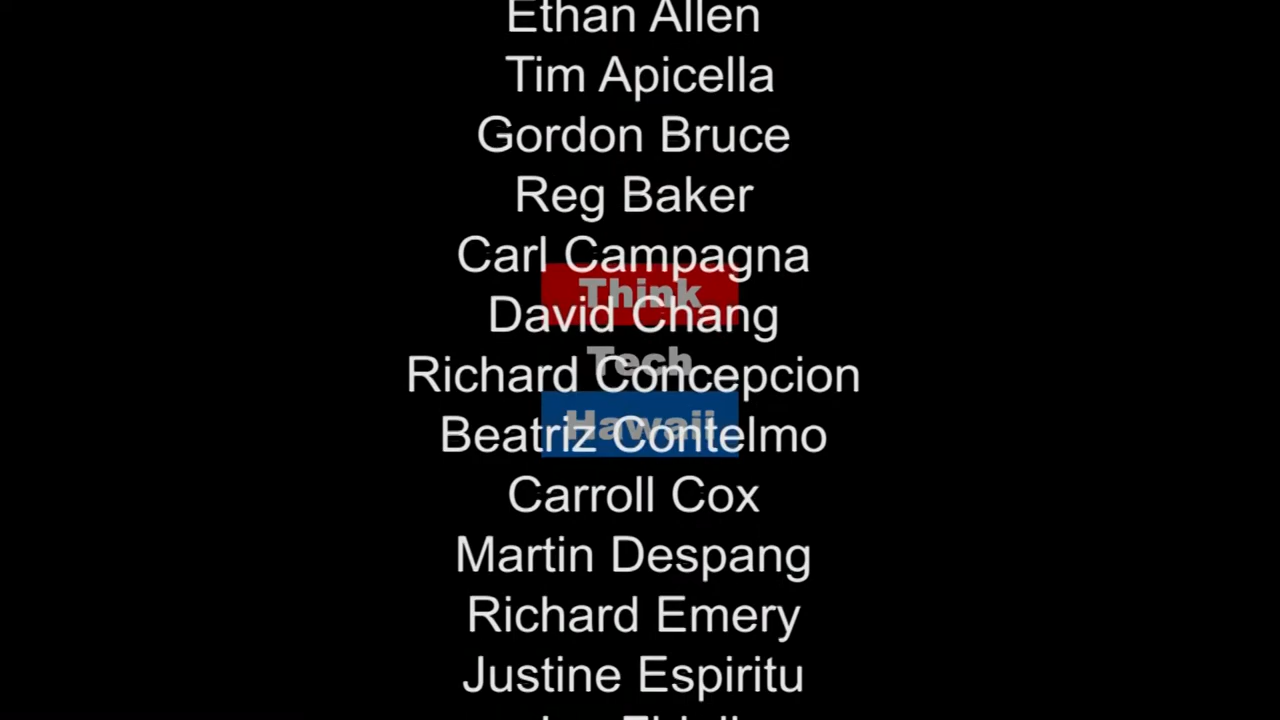 Ethan Allen
Tim Apicella
Gordon Bruce
Reg Baker
Carl Campagna
Think
David Chang
Tech
Richard Concepcion
Hawaii
Beatriz Contelmo
Carroll Cox
Martin Despang
Richard Emery
Justine Espiritu